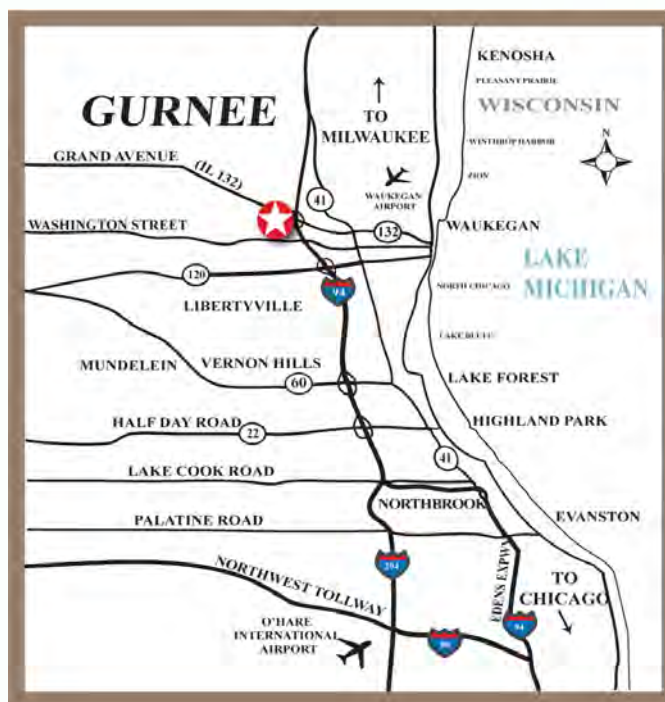 KENOSHA
PLEASANT PRAIRIE
GURNEE
WISCONSIN
TO
MILWAUKEE
N
WINTHROP HARBOR
GRAND AVENUE
(IL 132)
ZION
WAUKEGAN
AIRPORT
41
WASHINGTON STREET
WAUKEGAN
132
LAKE
MICHIGAN
120
NORTH CHICAGO
94
LIBERTYVILLE
LAKE BLUFF
MUNDELEIN
VERNON HILLS
60
LAKE FOREST
HALF DAY ROAD
22
HIGHLAND PARK
41
LAKE COOK ROAD
NORTHBROOK
EVANSTON
PALATINE ROAD
294
EDENS EXPWY
NORTHWEST TOLLWAY
TO
CHICAGO
O'HARE
INTERNATIONAL
AIRPORT
94
90